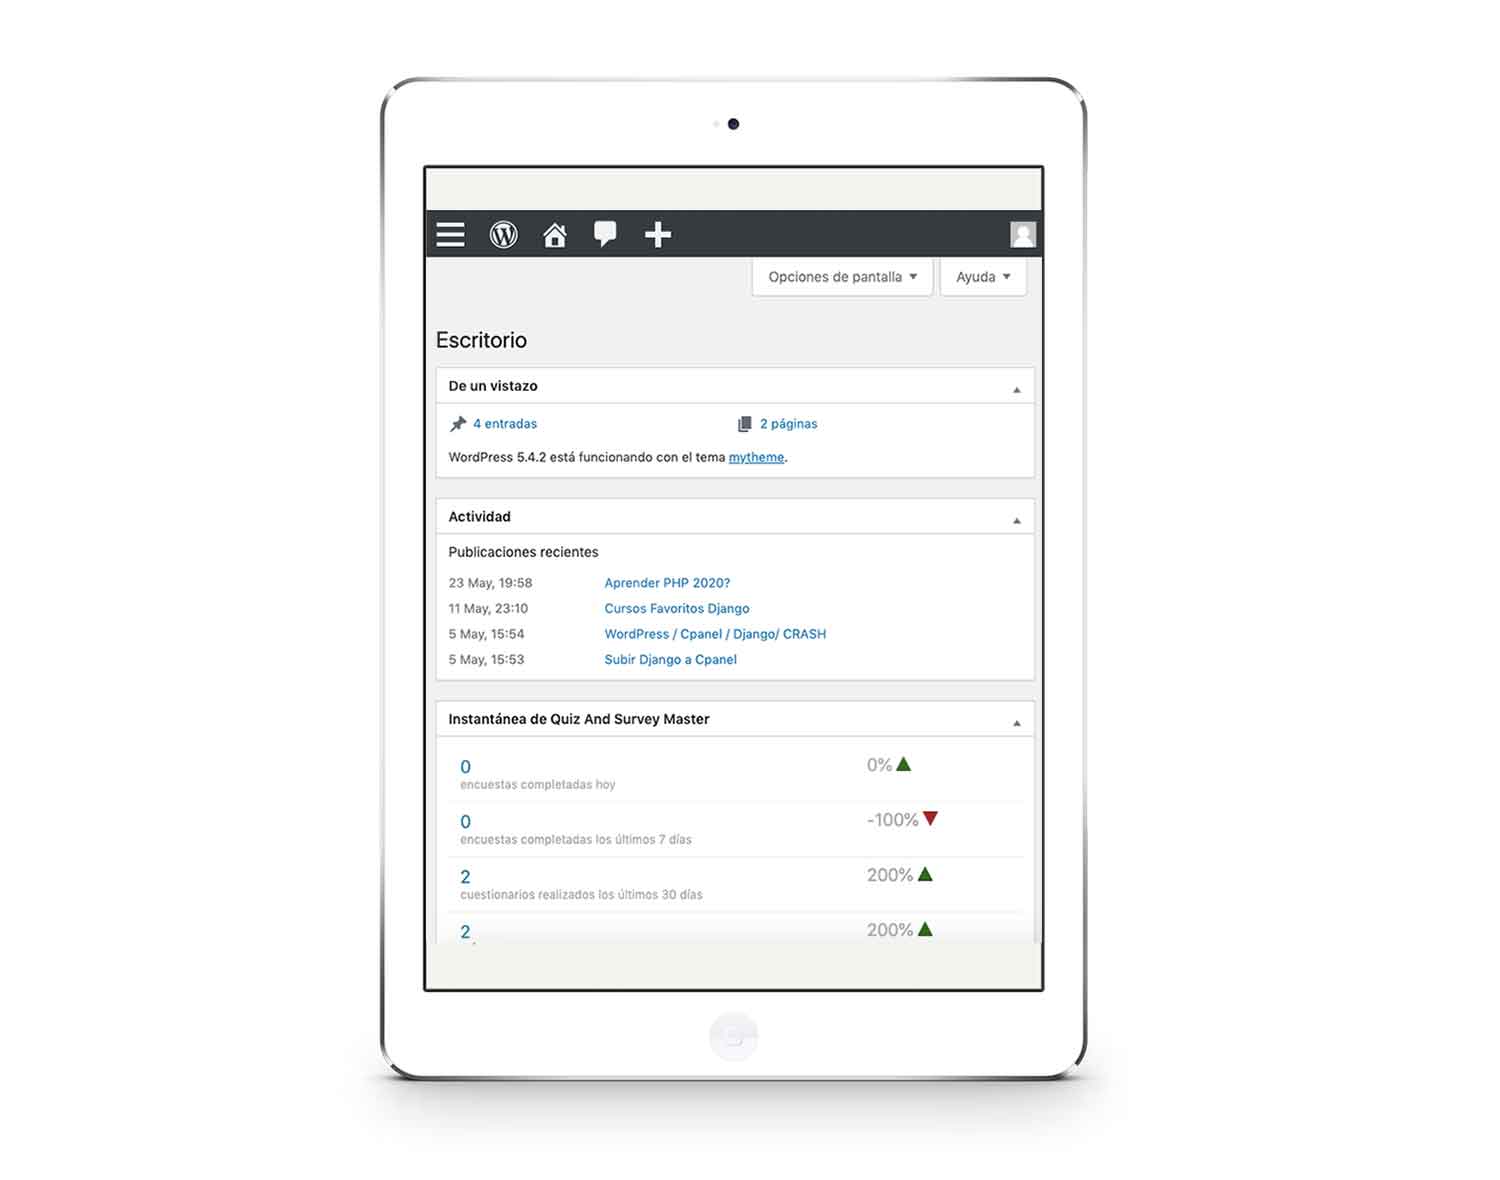 Opciones de pantalla Ayuda
Escritorio
De un vistazo
4 entradas 2 páginas
WordPress 5.4.2 está funcionando con el tema mytheme.
Actividad
Publicaciones recientes
23 May, 19:58 Aprender PHP 2020?
11 May, 23:10 Cursos Favoritos Django
5 May, 15:54 WordPress / Cpanel / Django/ CRASH
5 May, 15:53 Subir Django a Cpanel
Instantánea de Quiz And Survey Master
0 0%
encuestas completadas hoy
0 -100%
encuestas completadas los últimos 7 días
2 200%
cuestionarios realizados los últimos 30 días
2 200%